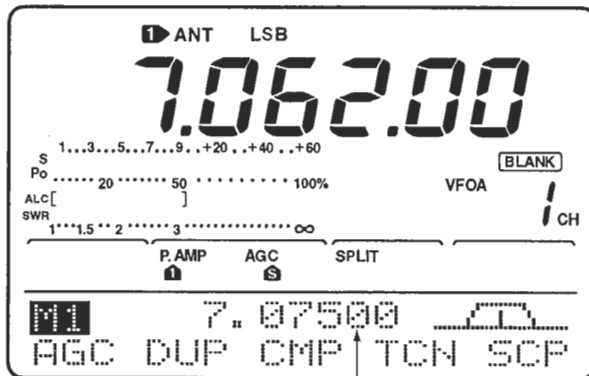 1 ANT LSB
7.062.00
1...3...5...7...9..+20..+40..+60
S
BLANK
Po ...... 20 ........ 50 ........... 100%
VFOA 1 CH
ALC[ ]
SWR
1····1.5··2······3··················∞
P. AMP AGC SPLIT
1 S
M1 7. 07500
AGC DUP CMP TCN SCP